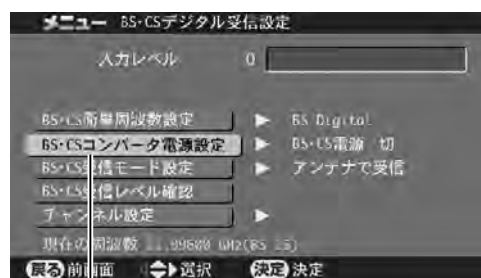 メニュー BS・CSデジタル受信設定
入力レベル 0
BS・CS衛星周波数設定 ▶ BS Digital
BS・CSコンバータ電源設定 ▶ BS・CS電源 切
BS・CS受信モード設定 ▶ アンテナで受信
BS・CS受信レベル確認
チャンネル設定 ▶
現在の周波数 11.99600 GHz(BS 15)
戻る 前画面 選択 決定 決定